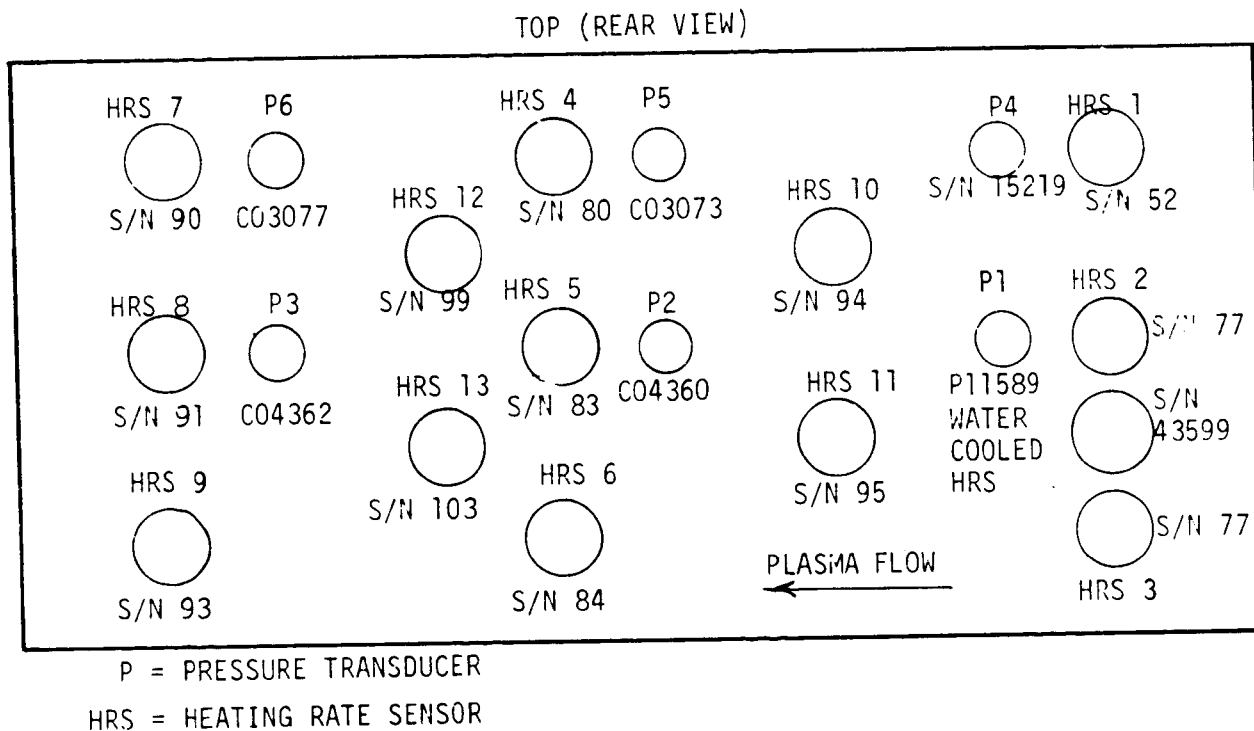 TOP (REAR VIEW)
HRS 7
P6
HRS 4
P5
P4
HRS 1
S/N 90
C03077
HRS 12
S/N 80
C03073
HRS 10
S/N 15219
S/N 52
S/N 99
S/N 94
HRS 8
P3
HRS 5
P2
P1
HRS 2
S/N 77
S/N 91
C04362
HRS 13
S/N 83
C04360
HRS 11
P11589
WATER
COOLED
HRS
S/N
43599
HRS 9
S/N 103
HRS 6
S/N 95
S/N 77
PLASMA FLOW
HRS 3
S/N 93
S/N 84
P = PRESSURE TRANSDUCER
HRS = HEATING RATE SENSOR